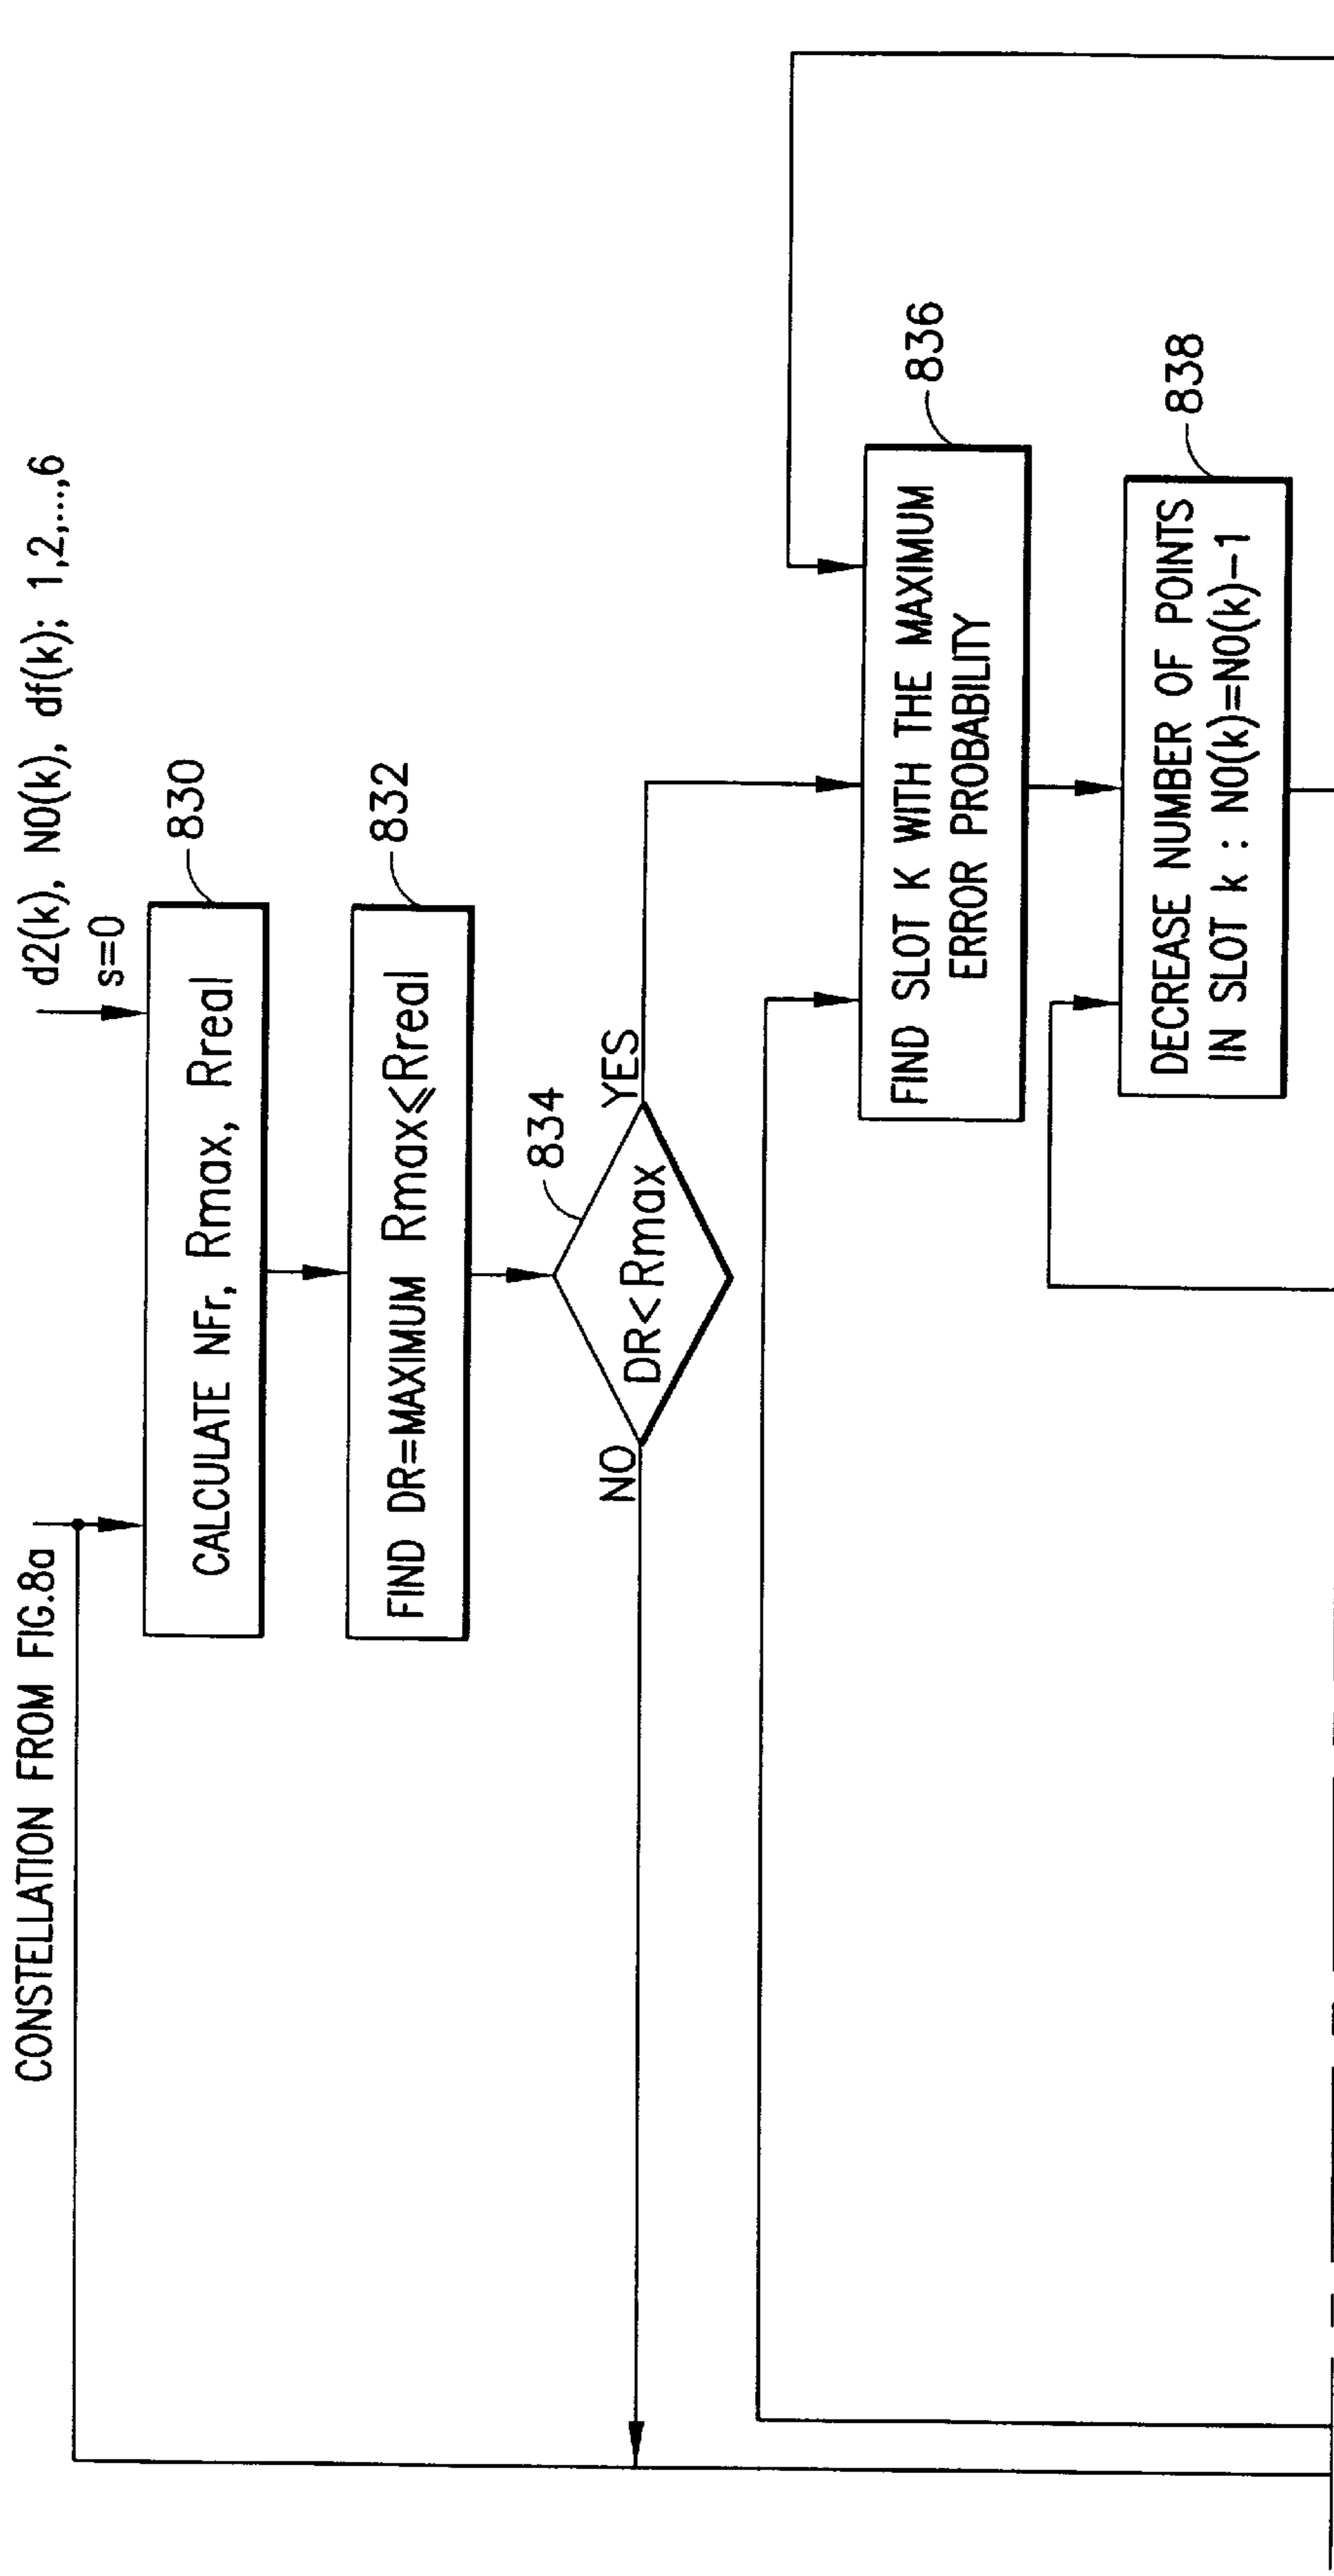 CONSTELLATION FROM FIG.8a
d2(k), N0(k), df(k); 1,2,...,6
s=0
830
CALCULATE NFr, Rmax, Rreal
832
FIND DR=MAXIMUM Rmax⩽Rreal
834
NO
DR<Rmax
YES
836
FIND SLOT K WITH THE MAXIMUM
ERROR PROBABILITY
838
DECREASE NUMBER OF POINTS
IN SLOT k : N0(k)=N0(k)−1